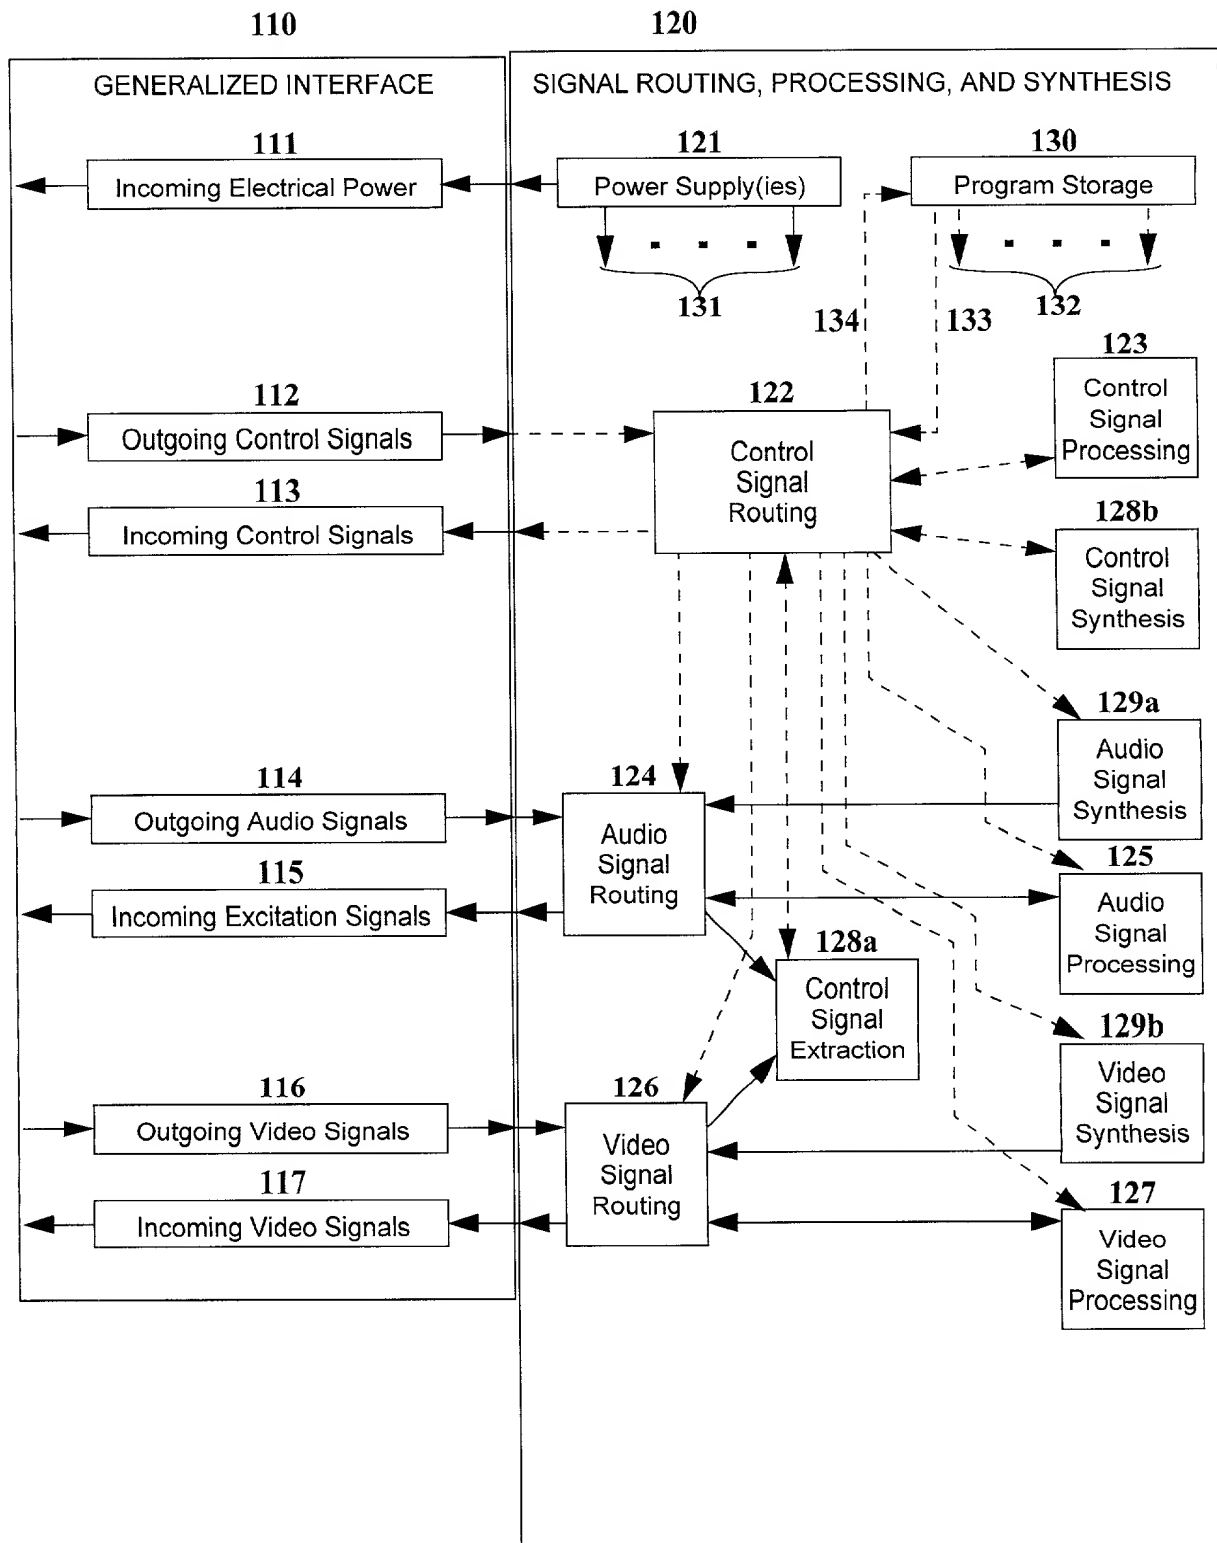 110
120
GENERALIZED INTERFACE
SIGNAL ROUTING, PROCESSING, AND SYNTHESIS
111
Incoming Electrical Power
121
Power Supply(ies)
130
Program Storage
131
132
134
133
123
Control
Signal
Processing
112
Outgoing Control Signals
122
Control
Signal
Routing
113
Incoming Control Signals
128b
Control
Signal
Synthesis
129a
Audio
Signal
Synthesis
114
Outgoing Audio Signals
124
Audio
Signal
Routing
115
Incoming Excitation Signals
125
Audio
Signal
Processing
128a
Control
Signal
Extraction
129b
Video
Signal
Synthesis
116
Outgoing Video Signals
126
Video
Signal
Routing
117
Incoming Video Signals
127
Video
Signal
Processing